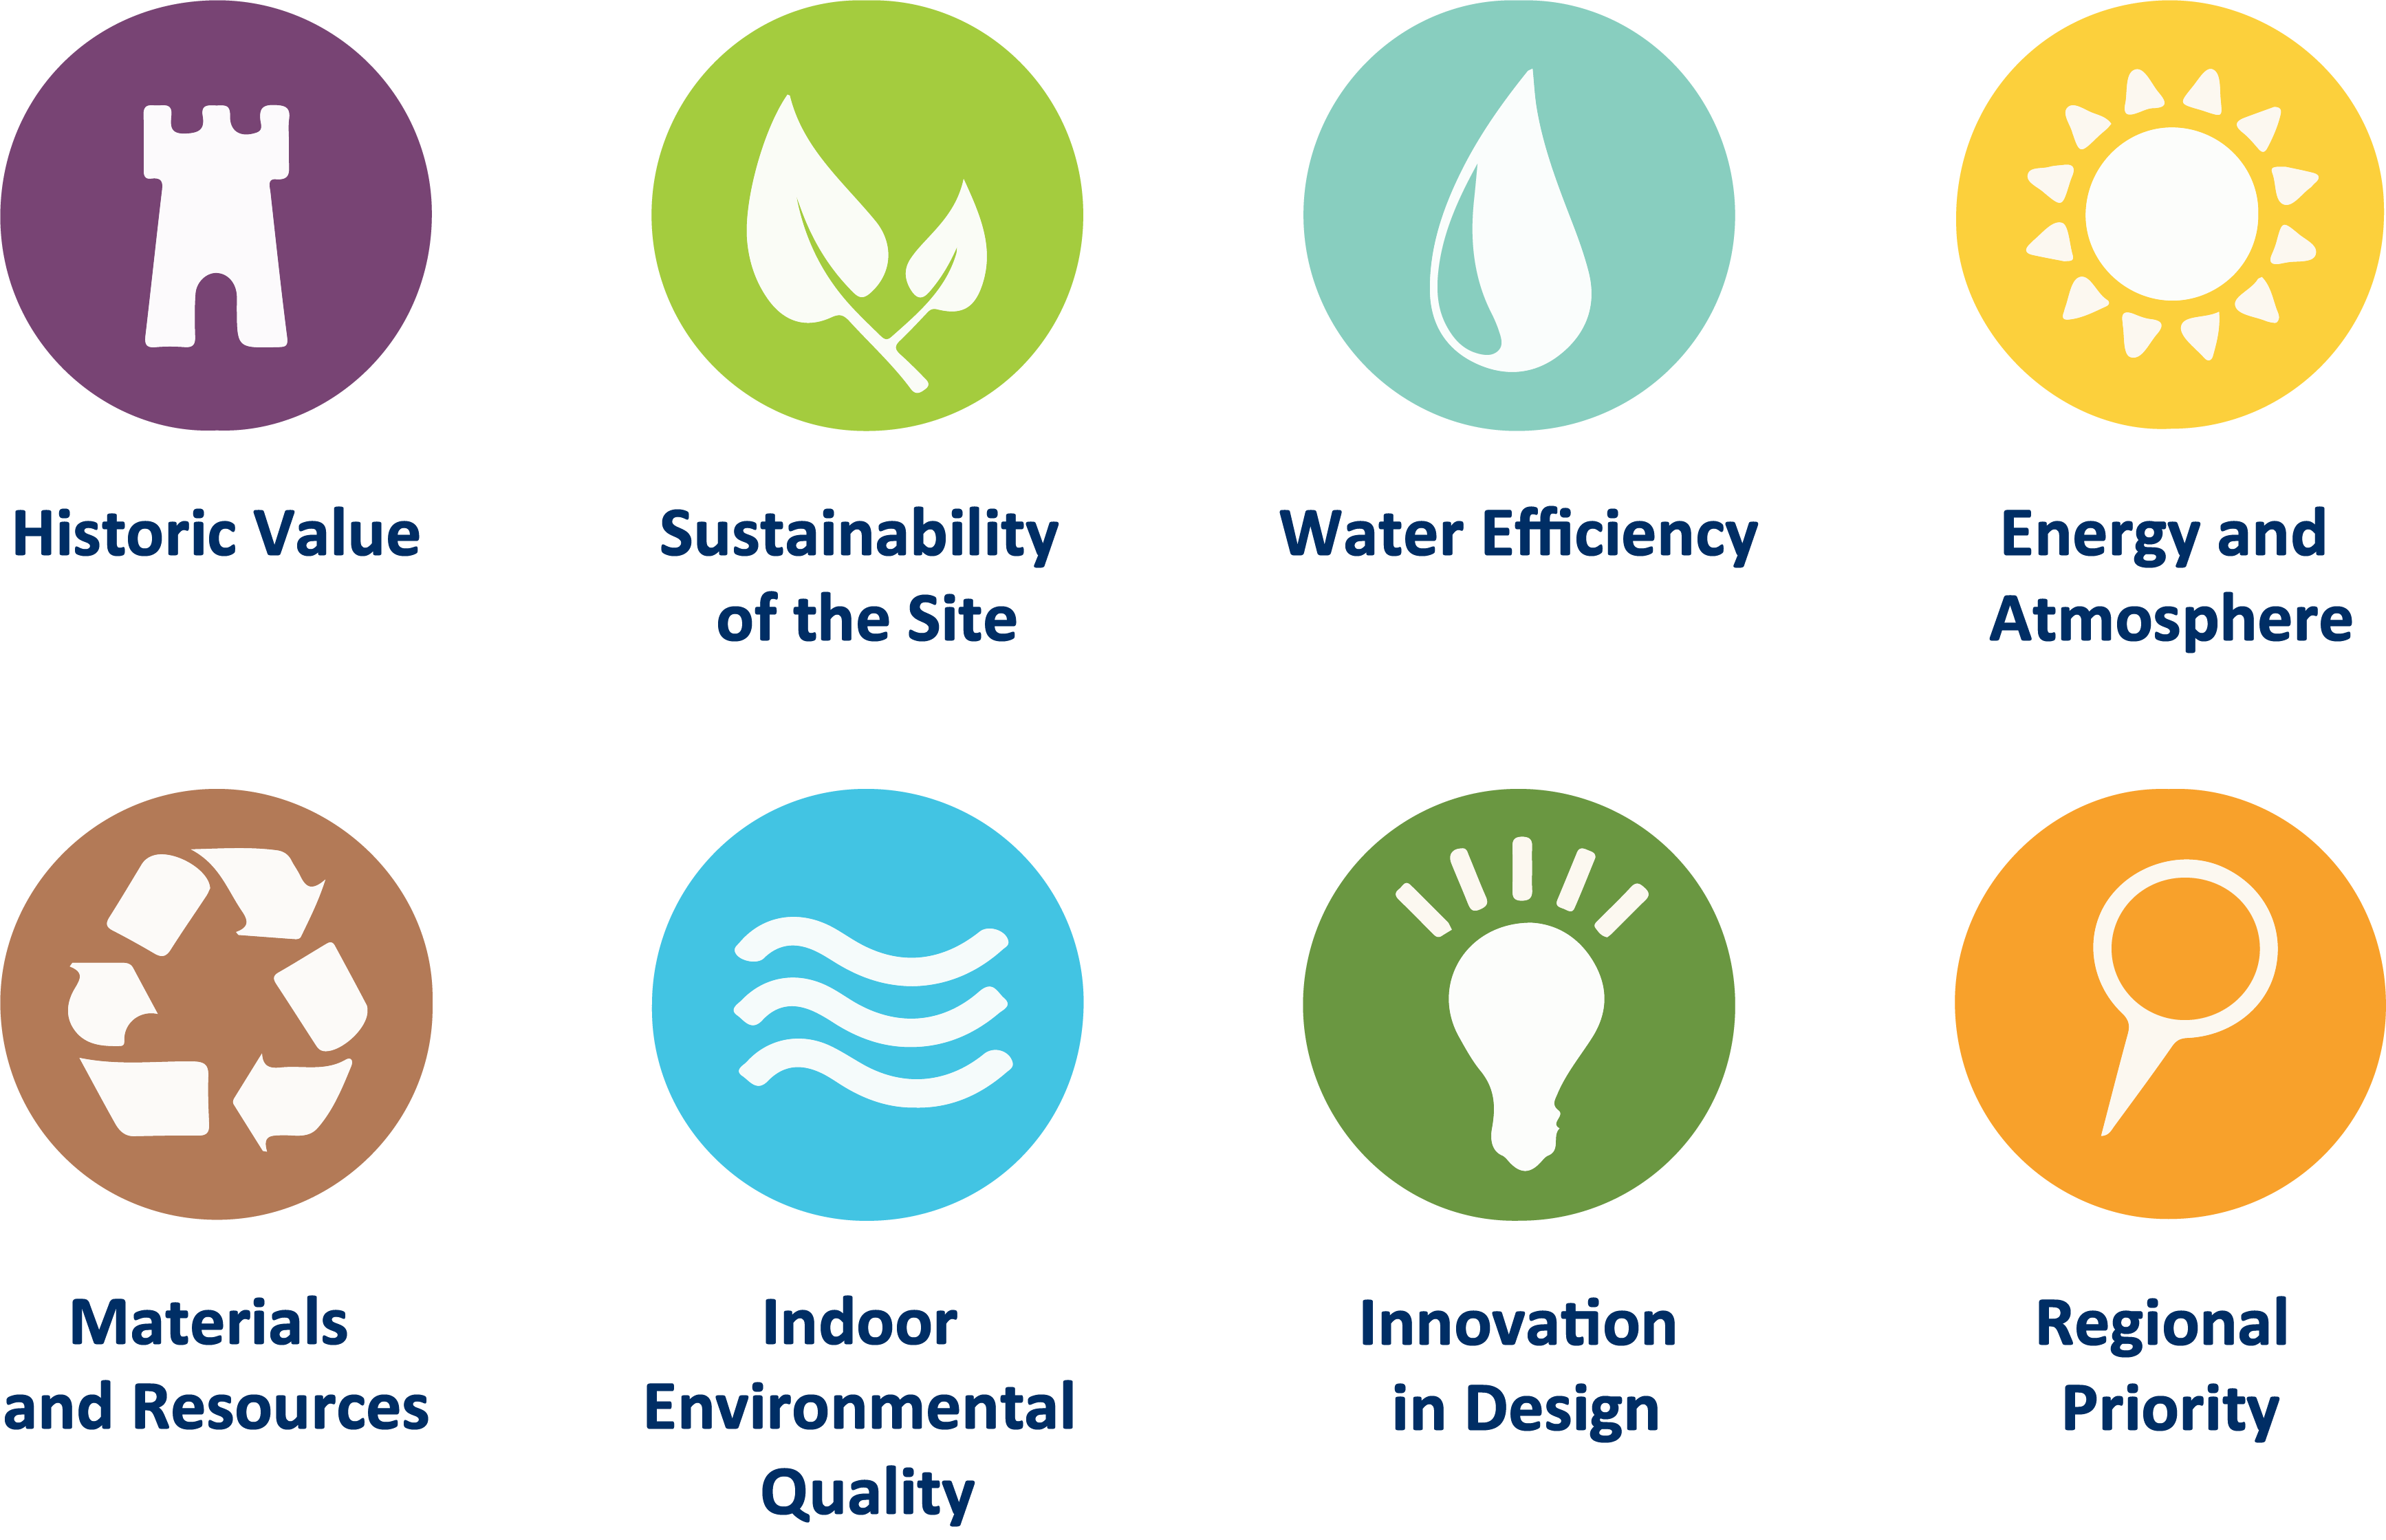 Historic Value
Sustainability
of the Site
Water Efficiency
Energy and
Atmosphere
Materials
and Resources
Indoor
Environmental
Quality
Innovation
in Design
Regional
Priority